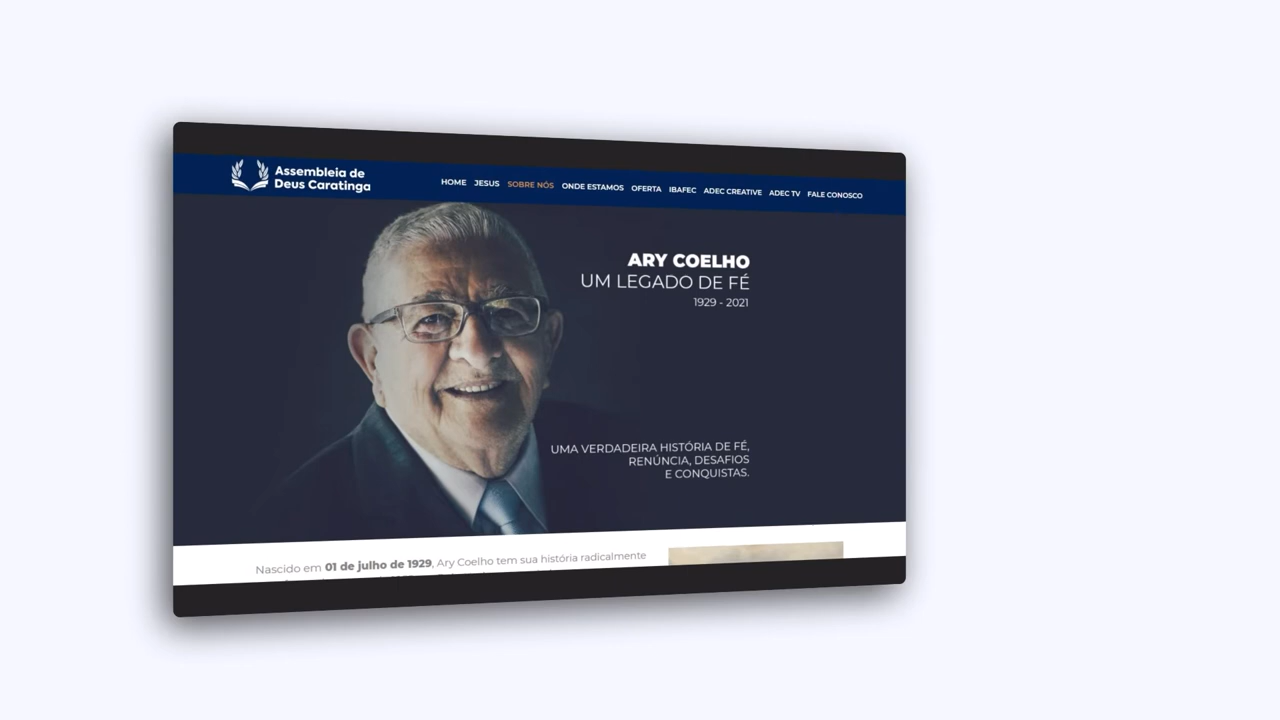 Assembleia de
Deus Caratinga
HOME JESUS SOBRE NÓS ONDE ESTAMOS OFERTA IBAFEC ADEC CREATIVE ADEC TV FALE CONOSCO
ARY COELHO
UM LEGADO DE FÉ
1929 - 2021
UMA VERDADEIRA HISTÓRIA DE FÉ,
RENÚNCIA, DESAFIOS
E CONQUISTAS.
Nascido em 01 de julho de 1929, Ary Coelho tem sua história radicalmente